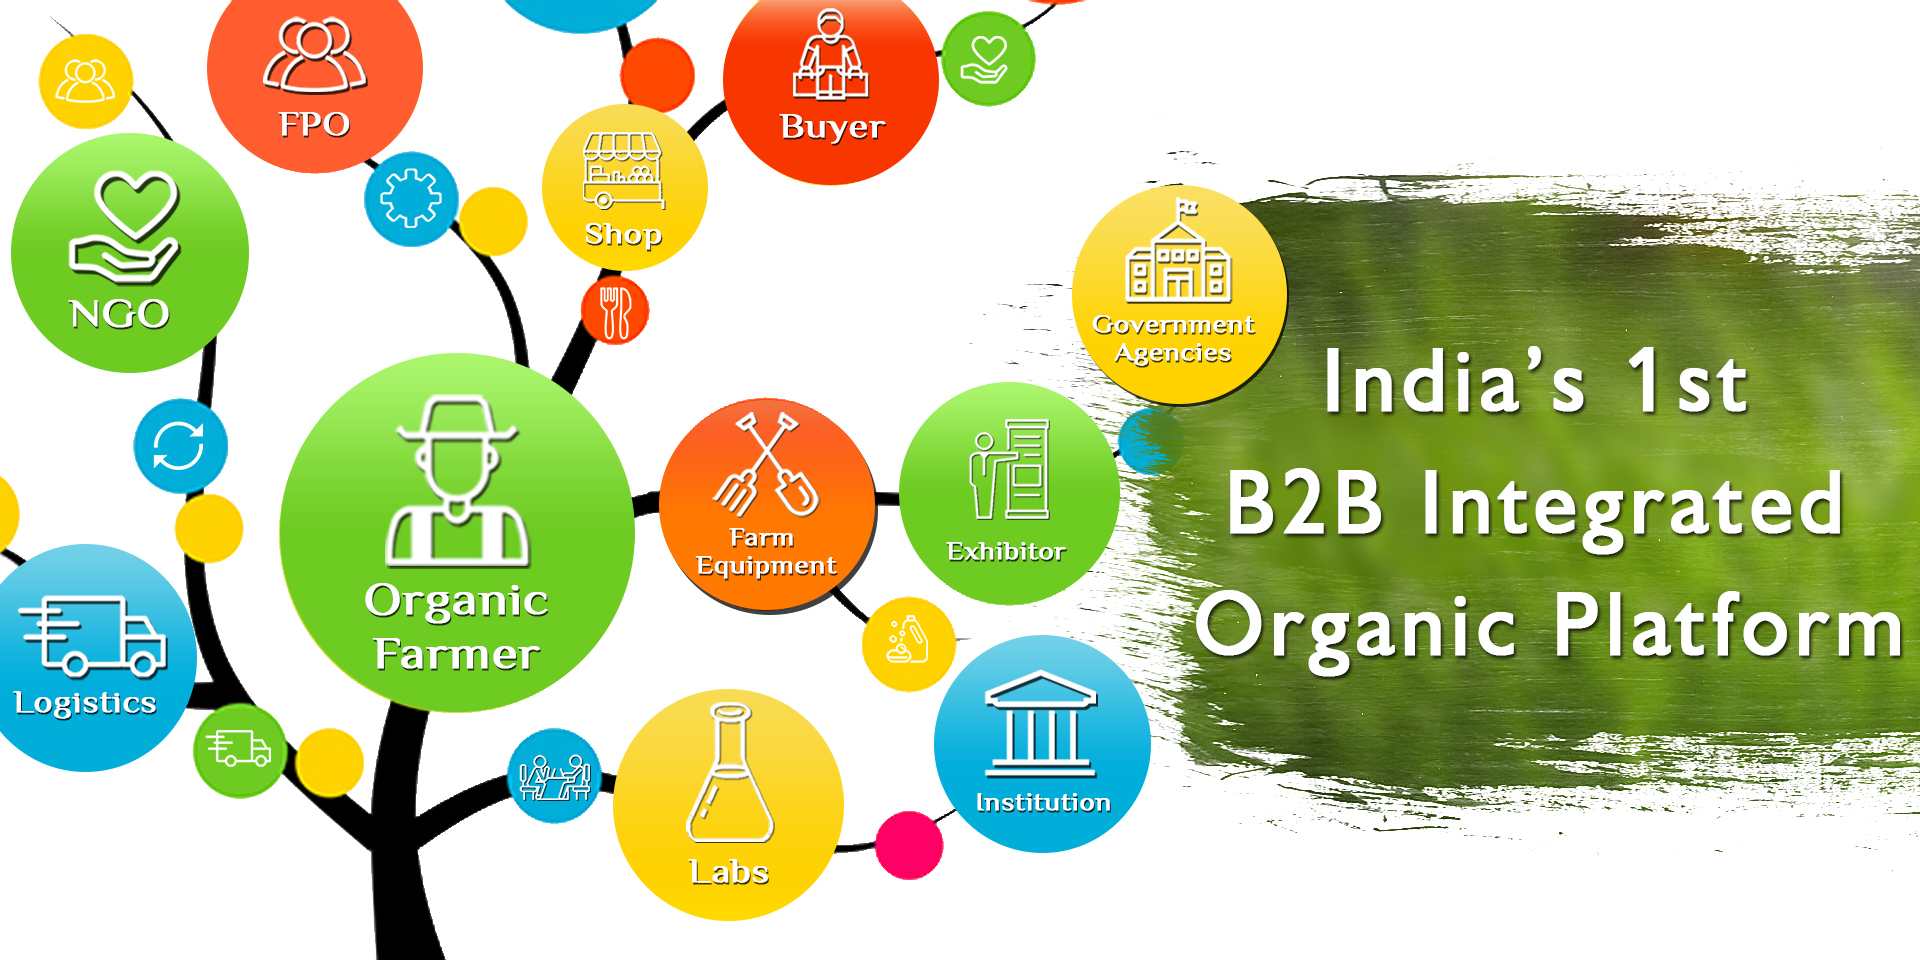 FPO
Buyer
Shop
NGO
Government
Agencies
India's 1st
B2B Integrated
Organic Platform
Farm
Equipment
Exhibitor
Organic
Farmer
Logistics
Institution
Labs